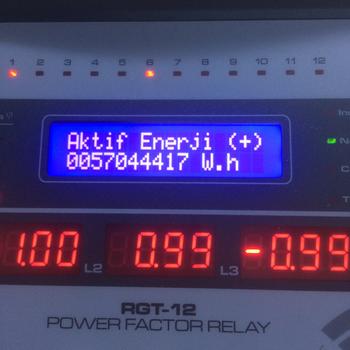 1 2 3 4 5 6 7 8 9 10 11 12
Aktif Enerji (+)
0057044417 W.h
1.00 L2 0.99 L3 -0.99
RGT-12
POWER FACTOR RELAY